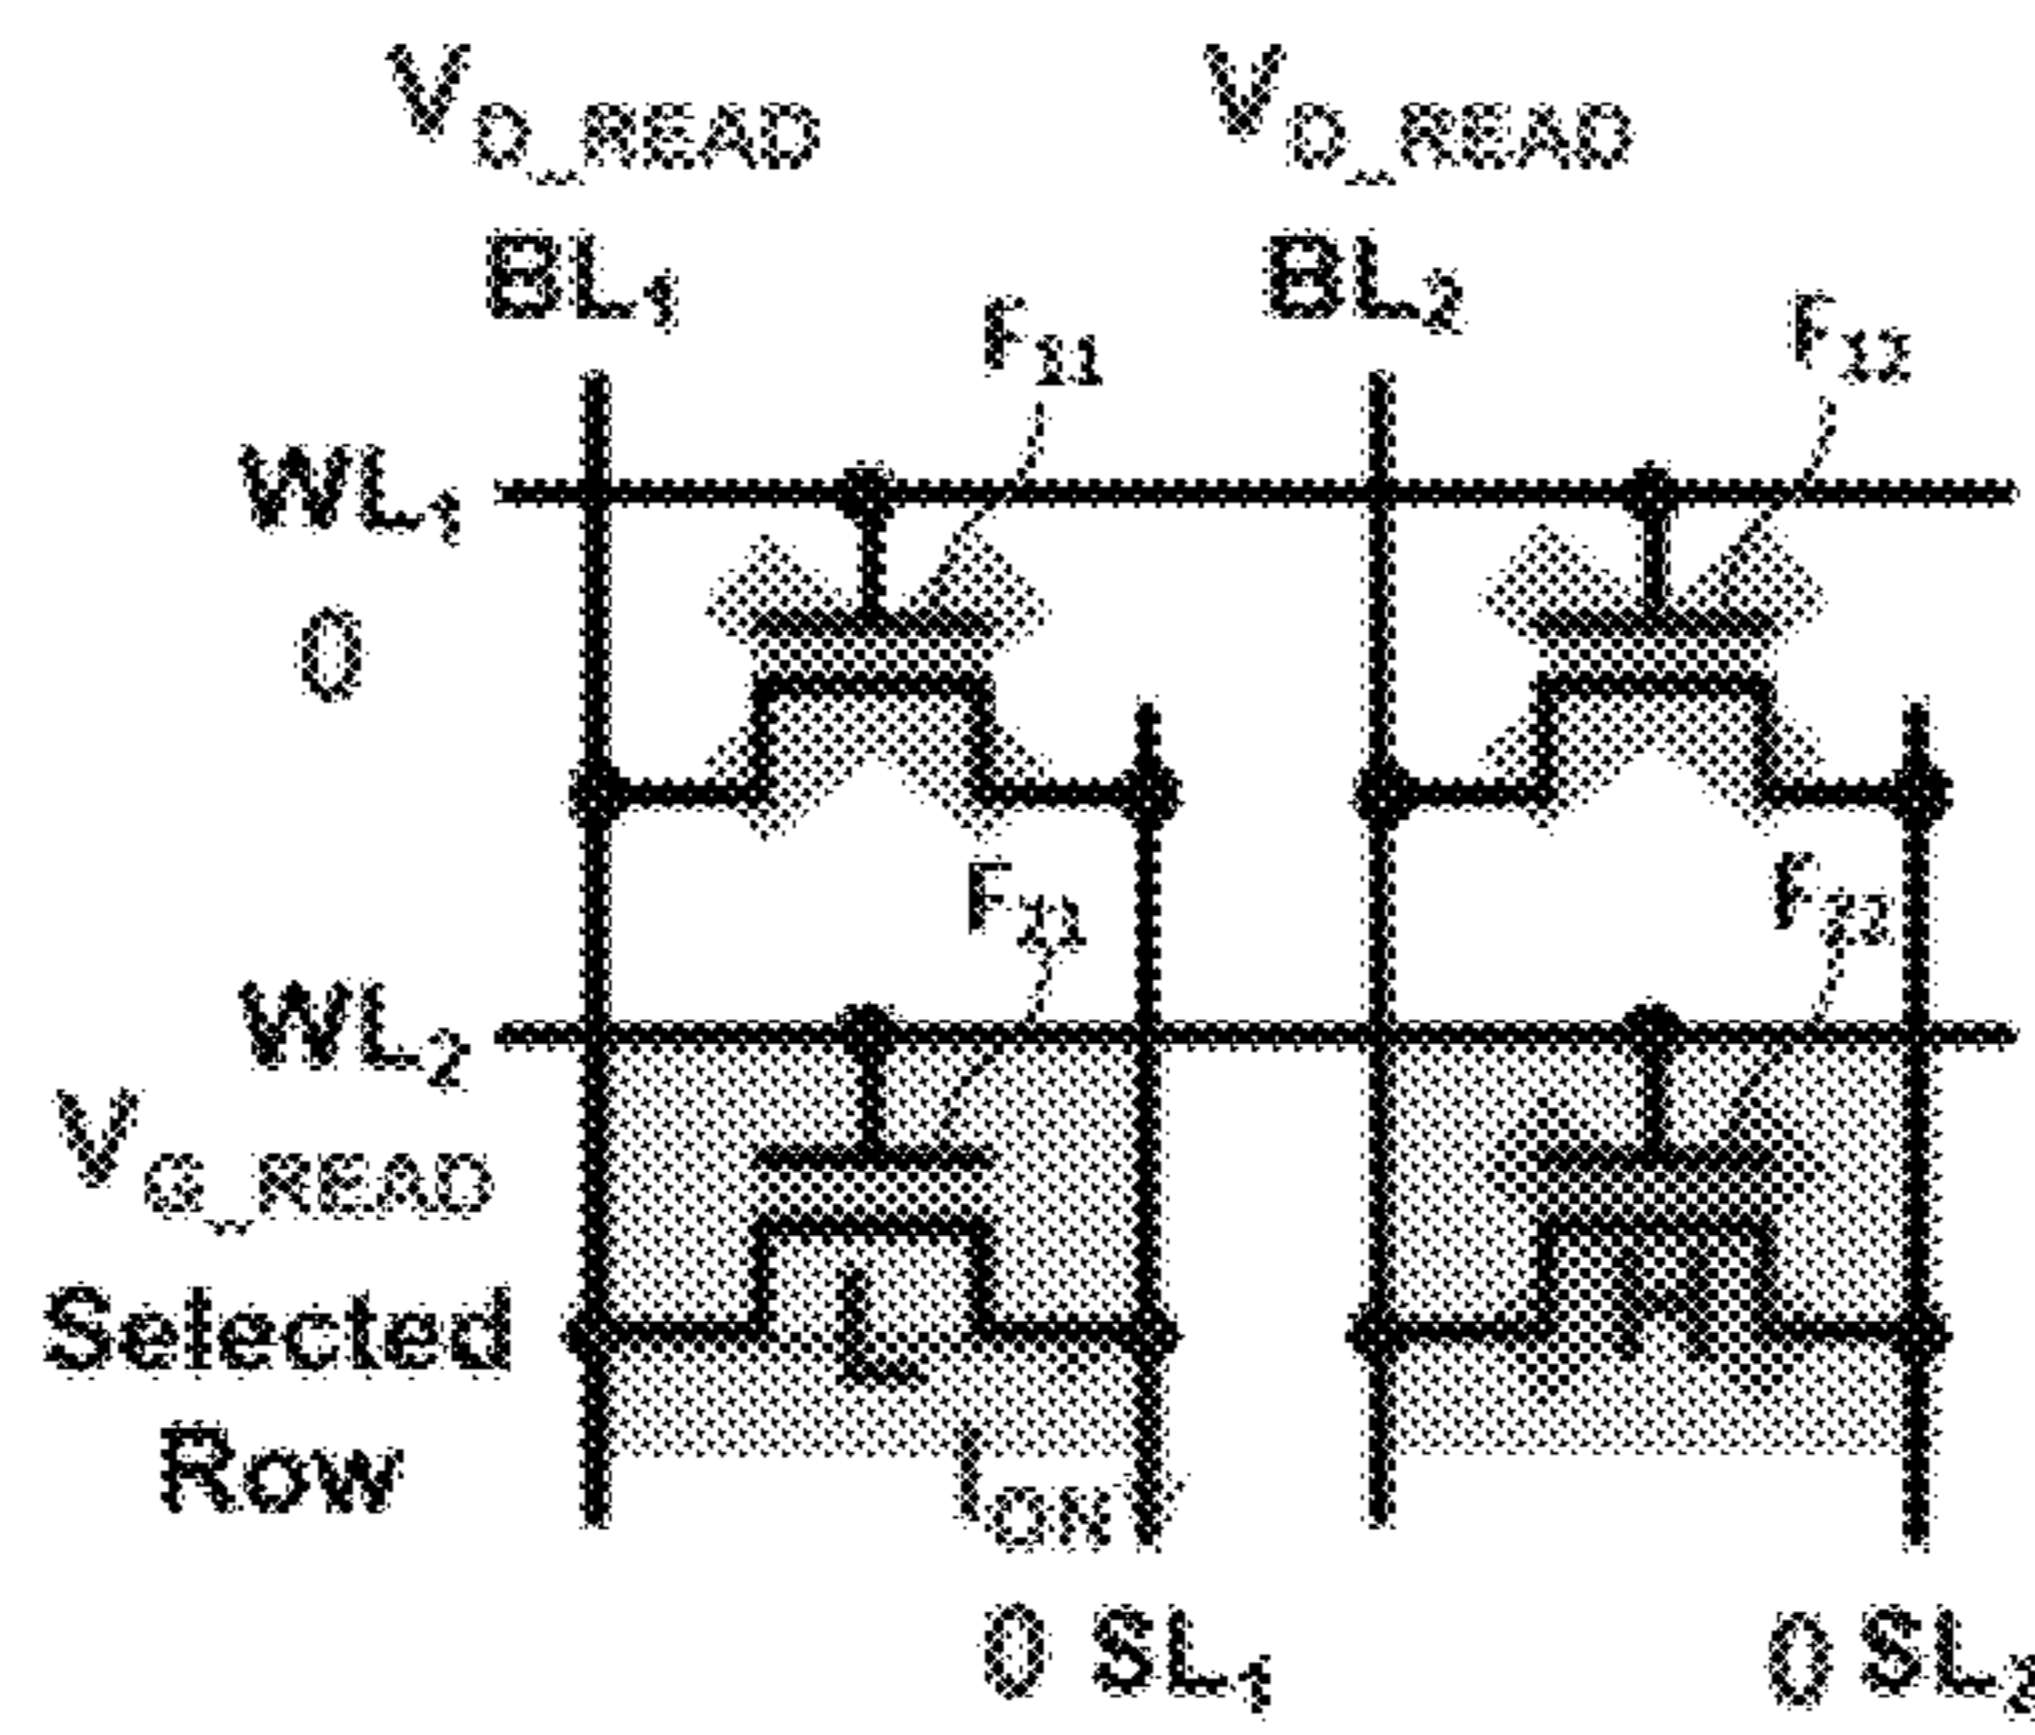 V_D_READ V_D_READ
BL₁ BL₂
F₁₁ F₁₂
WL₁
0
F₂₁ F₂₂
WL₂
V_G_READ
Selected
Row
L H
I_ON
0 SL₁ 0 SL₂